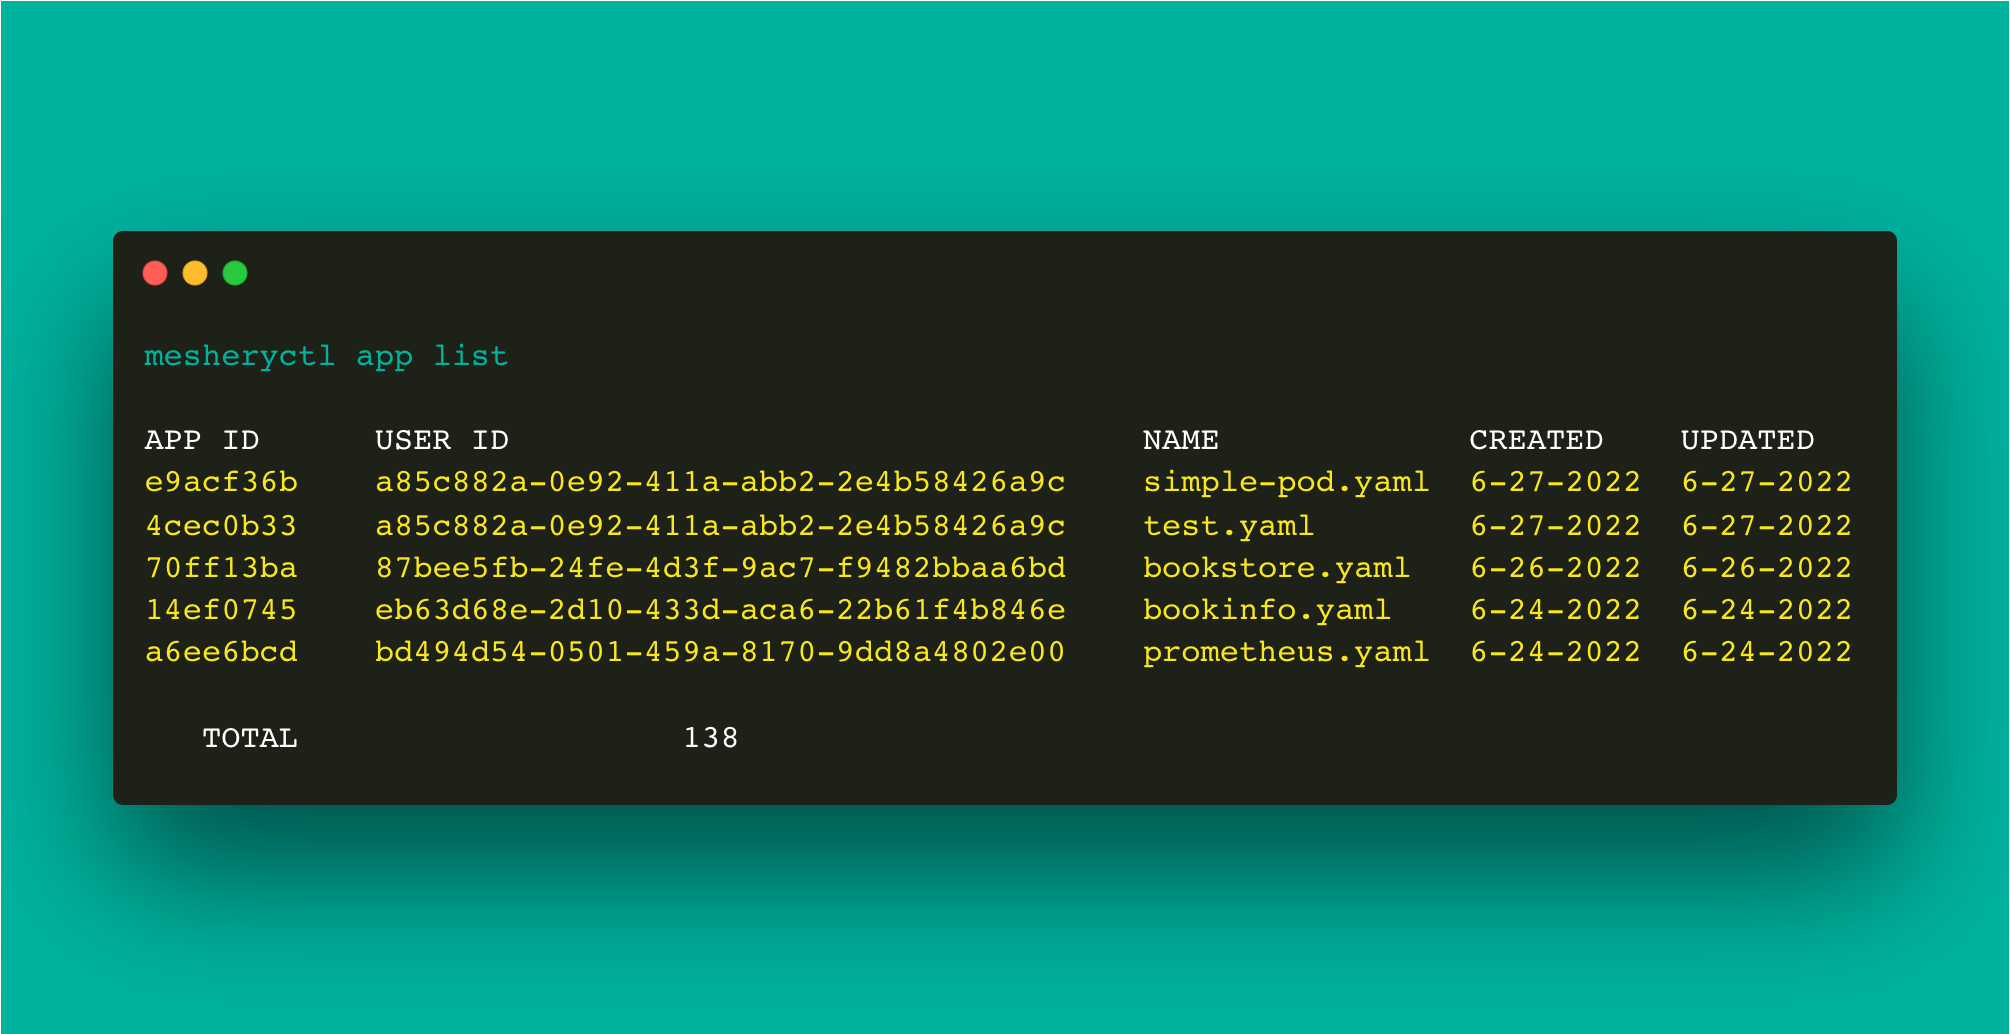 mesheryctl app list
APP ID USER ID NAME CREATED UPDATED
e9acf36b a85c882a-0e92-411a-abb2-2e4b58426a9c simple-pod.yaml 6-27-2022 6-27-2022
4cec0b33 a85c882a-0e92-411a-abb2-2e4b58426a9c test.yaml 6-27-2022 6-27-2022
70ff13ba 87bee5fb-24fe-4d3f-9ac7-f9482bbaa6bd bookstore.yaml 6-26-2022 6-26-2022
14ef0745 eb63d68e-2d10-433d-aca6-22b61f4b846e bookinfo.yaml 6-24-2022 6-24-2022
a6ee6bcd bd494d54-0501-459a-8170-9dd8a4802e00 prometheus.yaml 6-24-2022 6-24-2022
TOTAL 138